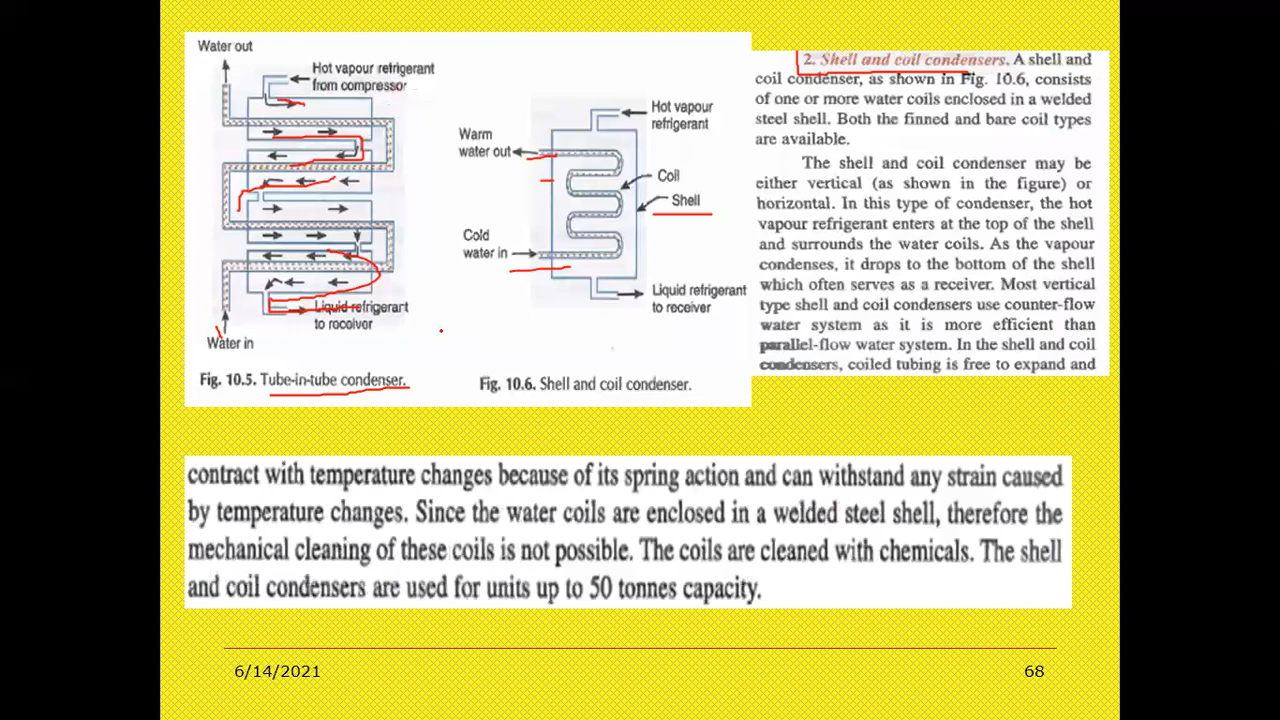 Water out
Hot vapour refrigerant
from compressor
Liquid refrigerant
to receiver
Water in
Fig. 10.5. Tube-in-tube condenser.
Hot vapour
refrigerant
Warm
water out
Coil
Shell
Cold
water in
Liquid refrigerant
to receiver
Fig. 10.6. Shell and coil condenser.
2. Shell and coil condensers. A shell and
coil condenser, as shown in Fig. 10.6, consists
of one or more water coils enclosed in a welded
steel shell. Both the finned and bare coil types
are available.
The shell and coil condenser may be
either vertical (as shown in the figure) or
horizontal. In this type of condenser, the hot
vapour refrigerant enters at the top of the shell
and surrounds the water coils. As the vapour
condenses, it drops to the bottom of the shell
which often serves as a receiver. Most vertical
type shell and coil condensers use counter-flow
water system as it is more efficient than
parallel-flow water system. In the shell and coil
condensers, coiled tubing is free to expand and
contract with temperature changes because of its spring action and can withstand any strain caused
by temperature changes. Since the water coils are enclosed in a welded steel shell, therefore the
mechanical cleaning of these coils is not possible. The coils are cleaned with chemicals. The shell
and coil condensers are used for units up to 50 tonnes capacity.
6/14/2021
68